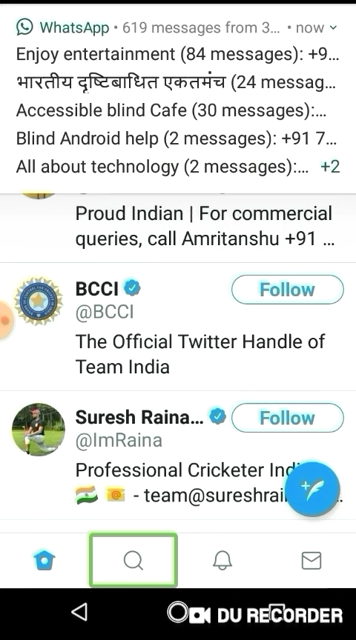 WhatsApp • 619 messages from 3... • now
Enjoy entertainment (84 messages): +9...
भारतीय दृष्टिबाधित एकतमंच (24 messag...
Accessible blind Cafe (30 messages):...
Blind Android help (2 messages): +91 7...
All about technology (2 messages):... +2
Proud Indian | For commercial
queries, call Amritanshu +91 ...
BCCI Follow
@BCCI
The Official Twitter Handle of
Team India
Suresh Raina... Follow
@ImRaina
Professional Cricketer Indi
🇮🇳 📧 - team@sureshrai
DU RECORDER